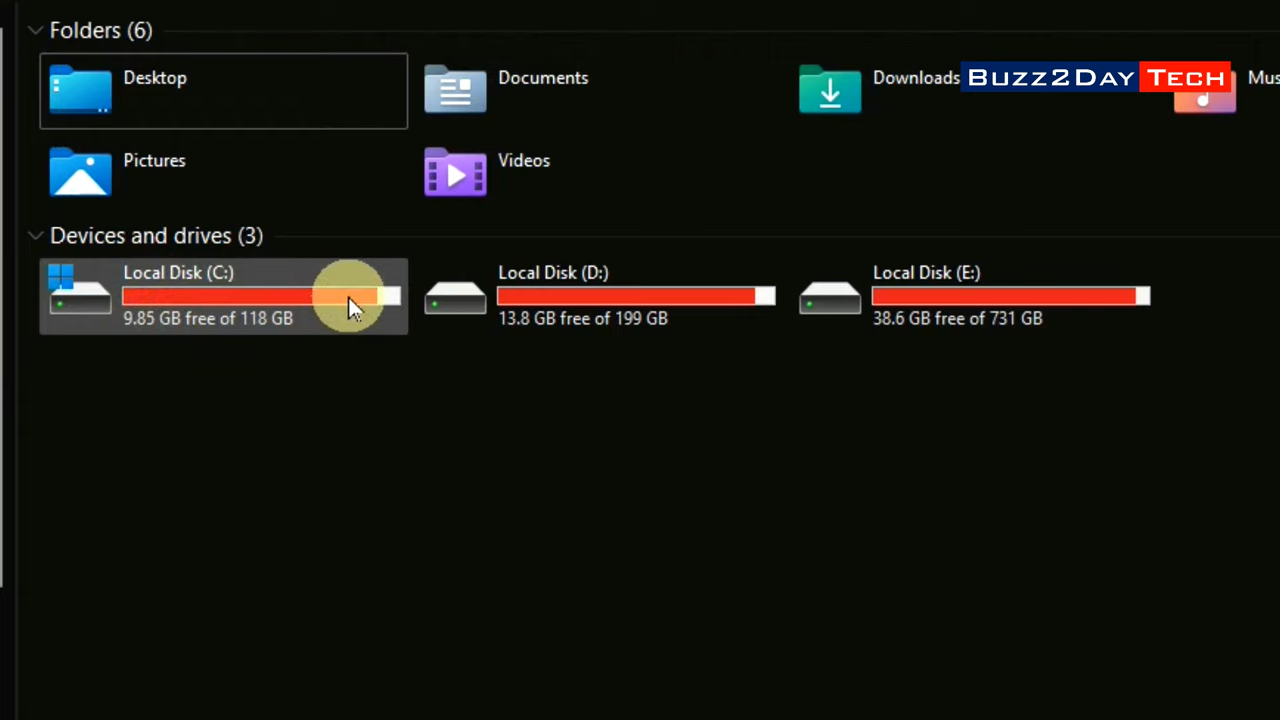 Folders (6)
Desktop
Documents
Downloads
BUZZ2DAY TECH
Mus
Pictures
Videos
Devices and drives (3)
Local Disk (C:)
9.85 GB free of 118 GB
Local Disk (D:)
13.8 GB free of 199 GB
Local Disk (E:)
38.6 GB free of 731 GB